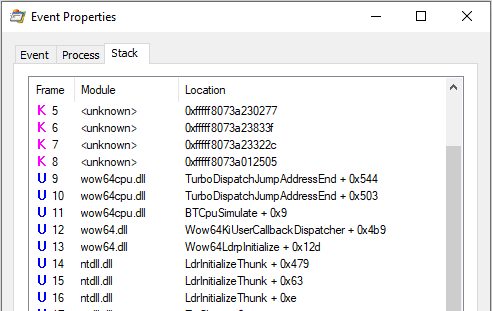 Event Properties
Event Process Stack
Frame Module Location
K 5 <unknown> 0xfffff8073a230277
K 6 <unknown> 0xfffff8073a23833f
K 7 <unknown> 0xfffff8073a23322c
K 8 <unknown> 0xfffff8073a012505
U 9 wow64cpu.dll TurboDispatchJumpAddressEnd + 0x544
U 10 wow64cpu.dll TurboDispatchJumpAddressEnd + 0x503
U 11 wow64cpu.dll BTCpuSimulate + 0x9
U 12 wow64.dll Wow64KiUserCallbackDispatcher + 0x4b9
U 13 wow64.dll Wow64LdrpInitialize + 0x12d
U 14 ntdll.dll LdrInitializeThunk + 0x479
U 15 ntdll.dll LdrInitializeThunk + 0x63
U 16 ntdll.dll LdrInitializeThunk + 0xe